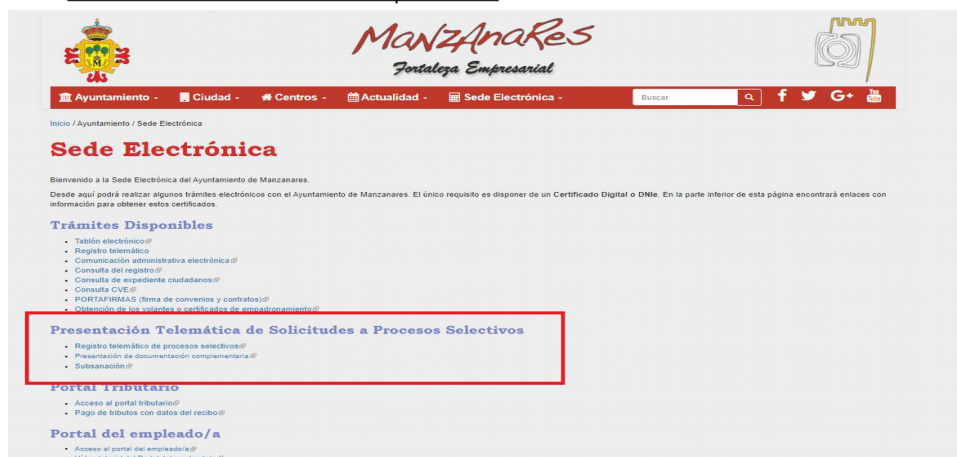 ManZAnaRes
Fortaleza Empresarial
Ayuntamiento
Ciudad
Centros
Actualidad
Sede Electrónica
Buscar
f
G+
You Tube
Inicio / Ayuntamiento / Sede Electrónica
Sede Electrónica
Bienvenido a la Sede Electrónica del Ayuntamiento de Manzanares.
Desde aquí podrá realizar algunos trámites electrónicos con el Ayuntamiento de Manzanares. El único requisito es disponer de un Certificado Digital o DNIe. En la parte inferior de esta página encontrará enlaces con
información para obtener estos certificados.
Trámites Disponibles
Tablón electrónico
Registro telemático
Comunicación administrativa electrónica
Consulta del registro
Consulta de expediente ciudadanos
Consulta CVE
PORTAFIRMAS (firma de convenios y contratos)
Obtención de los volantes o certificados de empadronamiento
Presentación Telemática de Solicitudes a Procesos Selectivos
Registro telemático de procesos selectivos
Presentación de documentación complementaria
Subsanación
Portal Tributario
Acceso al portal tributario
Pago de tributos con datos del recibo
Portal del empleado/a
Acceso al portal del empleado/a